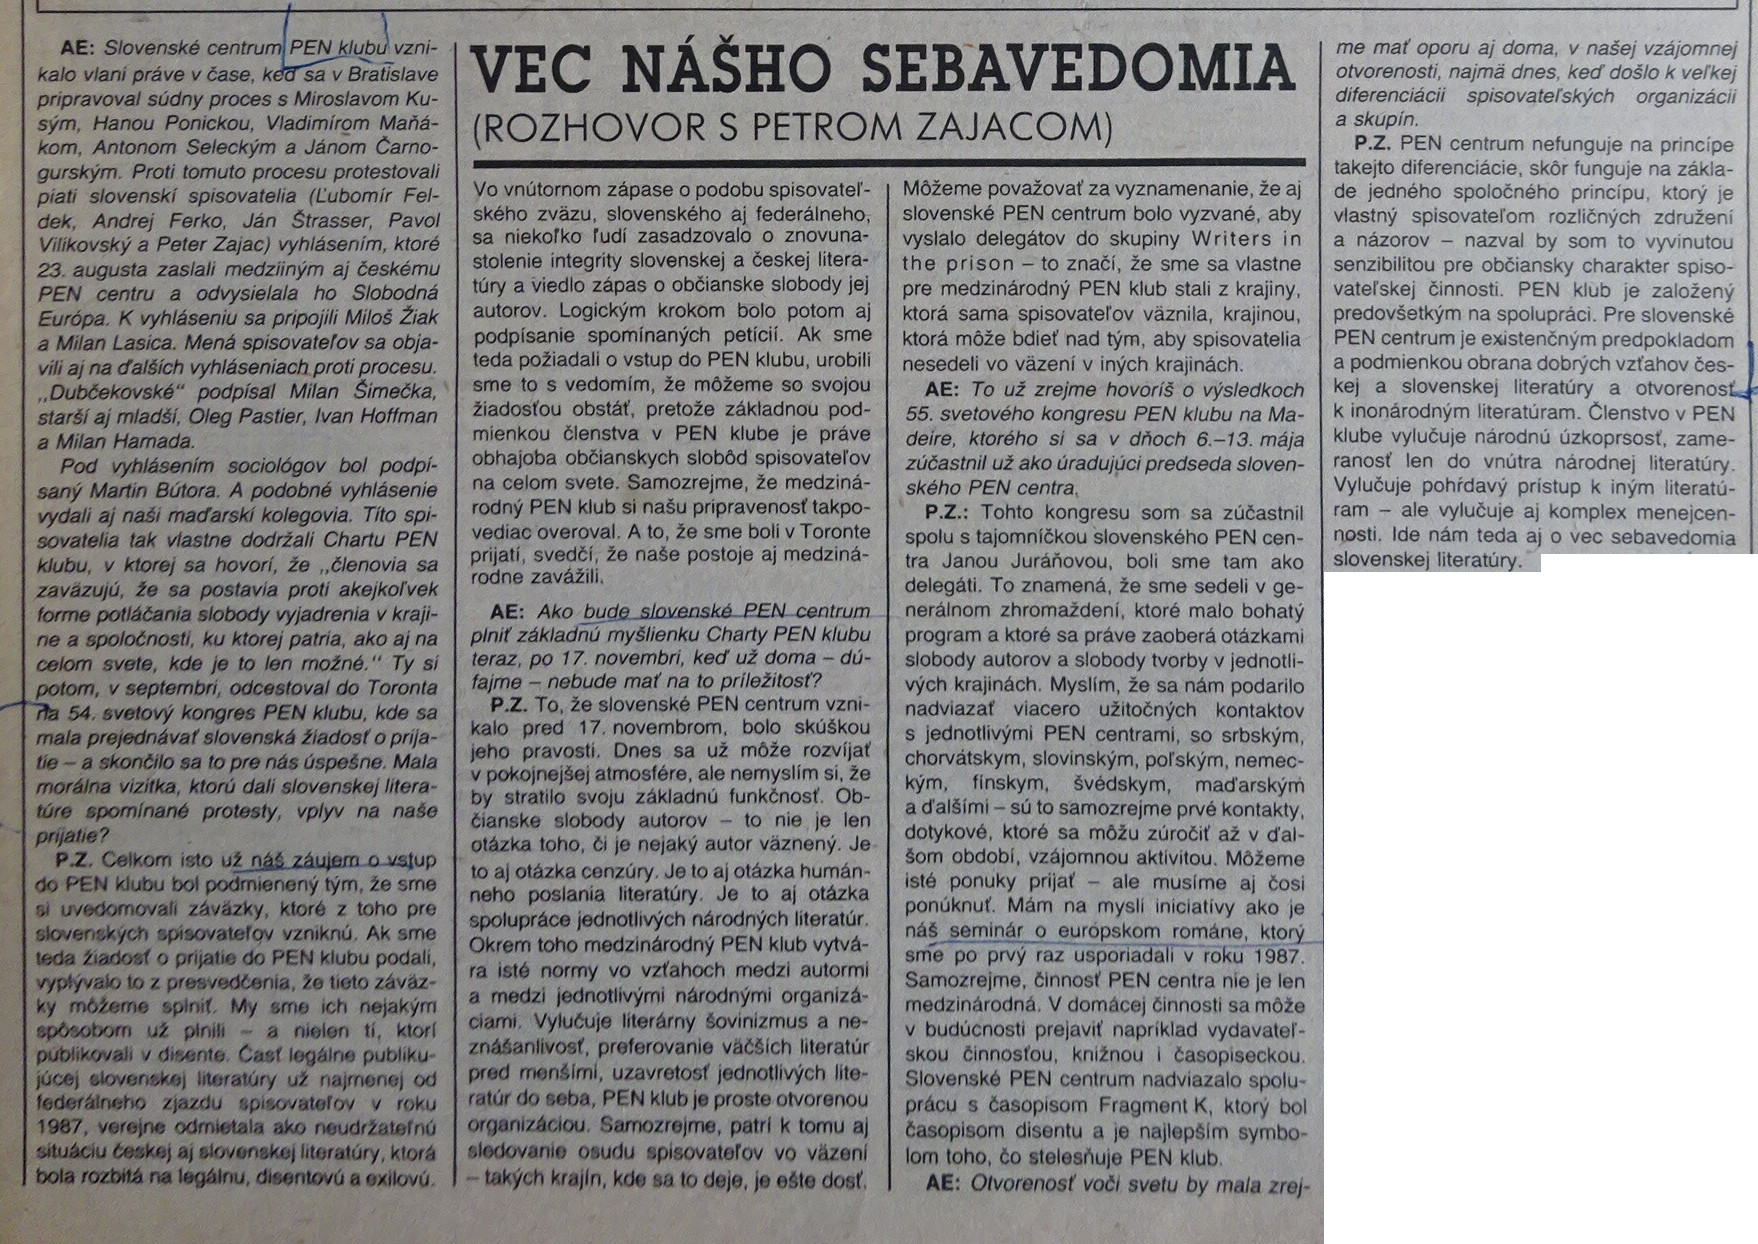 VEC NÁŠHO SEBAVEDOMIA
(ROZHOVOR S PETROM ZAJACOM)
AE: Slovenské centrum PEN klubu vzni-
kalo vlani práve v čase, keď sa v Bratislave
pripravoval súdny proces s Miroslavom Ku-
sým, Hanou Ponickou, Vladimírom Maňá-
kom, Antonom Seleckým a Jánom Čarno-
gurským. Proti tomuto procesu protestovali
piati slovenskí spisovatelia (Ľubomír Fel-
dek, Andrej Ferko, Ján Štrasser, Pavol
Vilikovský a Peter Zajac) vyhlásením, ktoré
23. augusta zaslali medziiným aj českému
PEN centru a odvysielala ho Slobodná
Európa. K vyhláseniu sa pripojili Miloš Žiak
a Milan Lasica. Mená spisovateľov sa obja-
vili aj na ďalších vyhláseniach proti procesu.
„Dubčekovské“ podpísal Milan Šimečka,
starší aj mladší, Oleg Pastier, Ivan Hoffman
a Milan Hamada.
Pod vyhlásením sociológov bol podpí-
saný Martin Bútora. A podobné vyhlásenie
vydali aj naši maďarskí kolegovia. Títo spi-
sovatelia tak vlastne dodržali Chartu PEN
klubu, v ktorej sa hovorí, že „členovia sa
zaväzujú, že sa postavia proti akejkoľvek
forme potláčania slobody vyjadrenia v kraji-
ne a spoločnosti, ku ktorej patria, ako aj na
celom svete, kde je to len možné.“ Ty si
potom, v septembri, odcestoval do Toronta
na 54. svetový kongres PEN klubu, kde sa
mala prejednávať slovenská žiadosť o prija-
tie – a skončilo sa to pre nás úspešne. Mala
morálna vizitka, ktorú dali slovenskej litera-
túre spomínané protesty, vplyv na naše
prijatie?
P.Z. Celkom isto už náš záujem o vstup
do PEN klubu bol podmienený tým, že sme
si uvedomovali záväzky, ktoré z toho pre
slovenských spisovateľov vzniknú. Ak sme
teda žiadosť o prijatie do PEN klubu podali,
vyplývalo to z presvedčenia, že tieto záväz-
ky môžeme splniť. My sme ich nejakým
spôsobom už plnili – a nielen tí, ktorí
publikovali v disente. Časť legálne publiku-
júcej slovenskej literatúry už najmenej od
federálneho zjazdu spisovateľov v roku
1987, verejne odmietala ako neudržateľnú
situáciu českej aj slovenskej literatúry, ktorá
bola rozbitá na legálnu, disentovú a exilovú.
Vo vnútornom zápase o podobu spisovateľ-
ského zväzu, slovenského aj federálneho,
sa niekoľko ľudí zasadzovalo o znovuna-
stolenie integrity slovenskej a českej litera-
túry a viedlo zápas o občianske slobody jej
autorov. Logickým krokom bolo potom aj
podpísanie spomínaných petícií. Ak sme
teda požiadali o vstup do PEN klubu, urobili
sme to s vedomím, že môžeme so svojou
žiadosťou obstáť, pretože základnou pod-
mienkou členstva v PEN klube je práve
obhajoba občianskych slobôd spisovateľov
na celom svete. Samozrejme, že medziná-
rodný PEN klub si našu pripravenosť takpo-
vediac overoval. A to, že sme boli v Toronte
prijatí, svedčí, že naše postoje aj medziná-
rodne zavážili.
AE: Ako bude slovenské PEN centrum
plniť základnú myšlienku Charty PEN klubu
teraz, po 17. novembri, keď už doma – dú-
fajme – nebude mať na to príležitosť?
P.Z. To, že slovenské PEN centrum vzni-
kalo pred 17. novembrom, bolo skúškou
jeho pravosti. Dnes sa už môže rozvíjať
v pokojnejšej atmosfére, ale nemyslím si, že
by stratilo svoju základnú funkčnosť. Ob-
čianske slobody autorov – to nie je len
otázka toho, či je nejaký autor väznený. Je
to aj otázka cenzúry. Je to aj otázka humán-
neho poslania literatúry. Je to aj otázka
spolupráce jednotlivých národných literatúr.
Okrem toho medzinárodný PEN klub vytvá-
ra isté normy vo vzťahoch medzi autormi
a medzi jednotlivými národnými organizá-
ciami. Vylučuje literárny šovinizmus a ne-
znášanlivosť, preferovanie väčších literatúr
pred menšími, uzavretosť jednotlivých lite-
ratúr do seba, PEN klub je proste otvorenou
organizáciou. Samozrejme, patrí k tomu aj
sledovanie osudu spisovateľov vo väzení
– takých krajín, kde sa to deje, je ešte dosť.
Môžeme považovať za vyznamenanie, že aj
slovenské PEN centrum bolo vyzvané, aby
vyslalo delegátov do skupiny Writers in
the prison – to značí, že sme sa vlastne
pre medzinárodný PEN klub stali z krajiny,
ktorá sama spisovateľov väznila, krajinou,
ktorá môže bdieť nad tým, aby spisovatelia
nesedeli vo väzení v iných krajinách.
AE: To už zrejme hovoríš o výsledkoch
55. svetového kongresu PEN klubu na Ma-
deire, ktorého si sa v dňoch 6.–13. mája
zúčastnil už ako úradujúci predseda sloven-
ského PEN centra.
P.Z.: Tohto kongresu som sa zúčastnil
spolu s tajomníčkou slovenského PEN cen-
tra Janou Juráňovou, boli sme tam ako
delegáti. To znamená, že sme sedeli v ge-
nerálnom zhromaždení, ktoré malo bohatý
program a ktoré sa práve zaoberá otázkami
slobody autorov a slobody tvorby v jednotli-
vých krajinách. Myslím, že sa nám podarilo
nadviazať viacero užitočných kontaktov
s jednotlivými PEN centrami, so srbským,
chorvátskym, slovinským, poľským, nemec-
kým, fínskym, švédskym, maďarským
a ďalšími – sú to samozrejme prvé kontakty,
dotykové, ktoré sa môžu zúročiť až v ďal-
šom období, vzájomnou aktivitou. Môžeme
isté ponuky prijať – ale musíme aj čosi
ponúknuť. Mám na mysli iniciatívy ako je
náš seminár o európskom románe, ktorý
sme po prvý raz usporiadali v roku 1987.
Samozrejme, činnosť PEN centra nie je len
medzinárodná. V domácej činnosti sa môže
v budúcnosti prejaviť napríklad vydavateľ-
skou činnosťou, knižnou i časopiseckou.
Slovenské PEN centrum nadviazalo spolu-
prácu s časopisom Fragment K, ktorý bol
časopisom disentu a je najlepším symbo-
lom toho, čo stelesňuje PEN klub.
AE: Otvorenosť voči svetu by mala zrej-
me mať oporu aj doma, v našej vzájomnej
otvorenosti, najmä dnes, keď došlo k veľkej
diferenciácii spisovateľských organizácii
a skupín.
P.Z. PEN centrum nefunguje na princípe
takejto diferenciácie, skôr funguje na zákla-
de jedného spoločného princípu, ktorý je
vlastný spisovateľom rozličných združení
a názorov – nazval by som to vyvinutou
senzibilitou pre občiansky charakter spiso-
vateľskej činnosti. PEN klub je založený
predovšetkým na spolupráci. Pre slovenské
PEN centrum je existenčným predpokladom
a podmienkou obrana dobrých vzťahov čes-
kej a slovenskej literatúry a otvorenosť
k inonárodným literatúram. Členstvo v PEN
klube vylučuje národnú úzkoprsosť, zame-
ranosť len do vnútra národnej literatúry.
Vylučuje pohŕdavý prístup k iným literatú-
ram – ale vylučuje aj komplex menejcen-
nosti. Ide nám teda aj o vec sebavedomia
slovenskej literatúry.